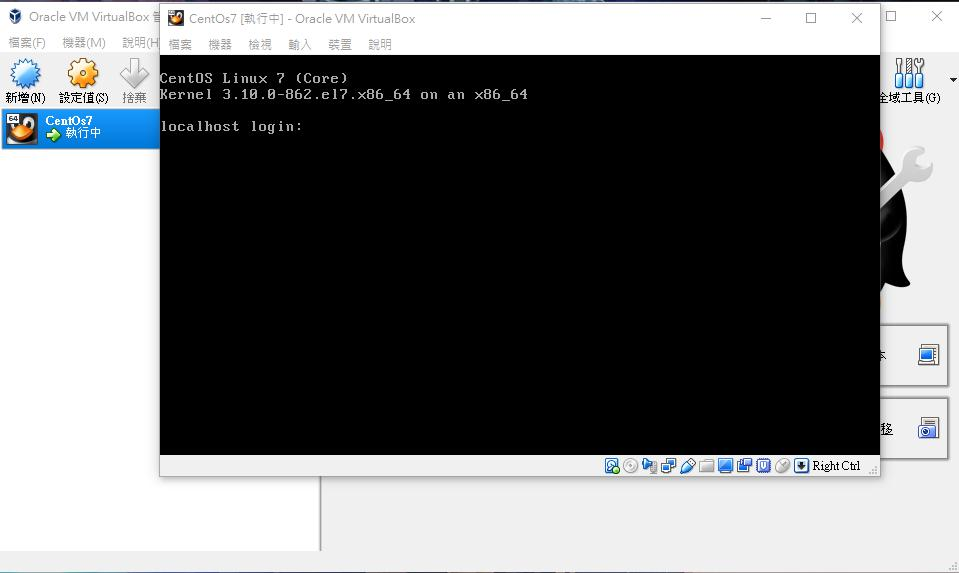 Oracle VM VirtualBox 管
檔案(F) 機器(M) 說明(H
新增(N) 設定值(S) 捨棄
64
CentOs7
執行中
CentOs7 [執行中] - Oracle VM VirtualBox
檔案 機器 檢視 輸入 裝置 說明
CentOS Linux 7 (Core)
Kernel 3.10.0-862.el7.x86_64 on an x86_64
localhost login:
Right Ctrl
全域工具(G)
本
移